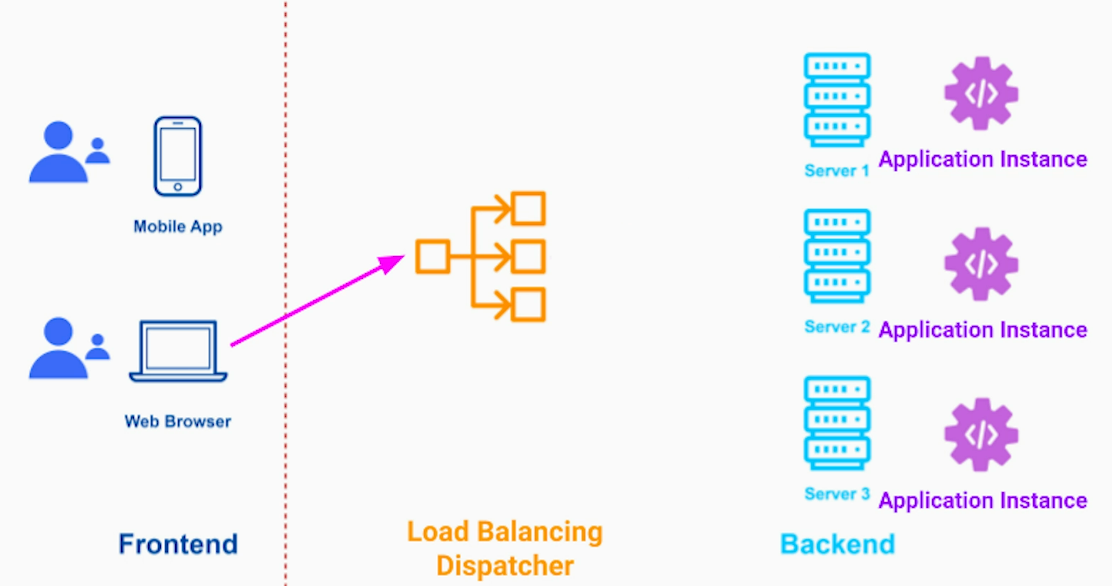 Mobile App
Web Browser
Frontend
Load Balancing
Dispatcher
Server 1
Application Instance
Server 2
Application Instance
Server 3
Application Instance
Backend